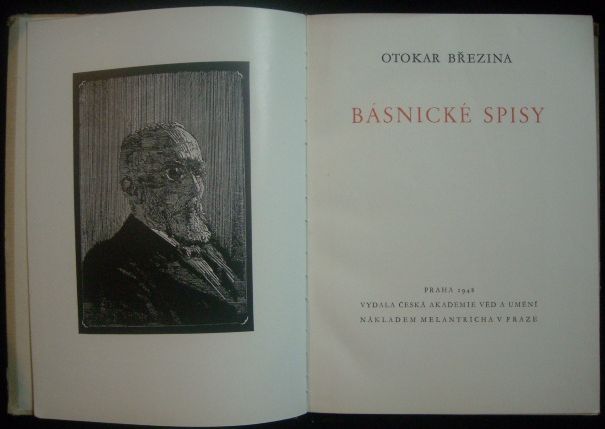 OTOKAR BŘEZINA
BÁSNICKÉ SPISY
PRAHA 1948
VYDALA ČESKÁ AKADEMIE VĚD A UMĚNÍ
NÁKLADEM MELANTRICHA V PRAZE